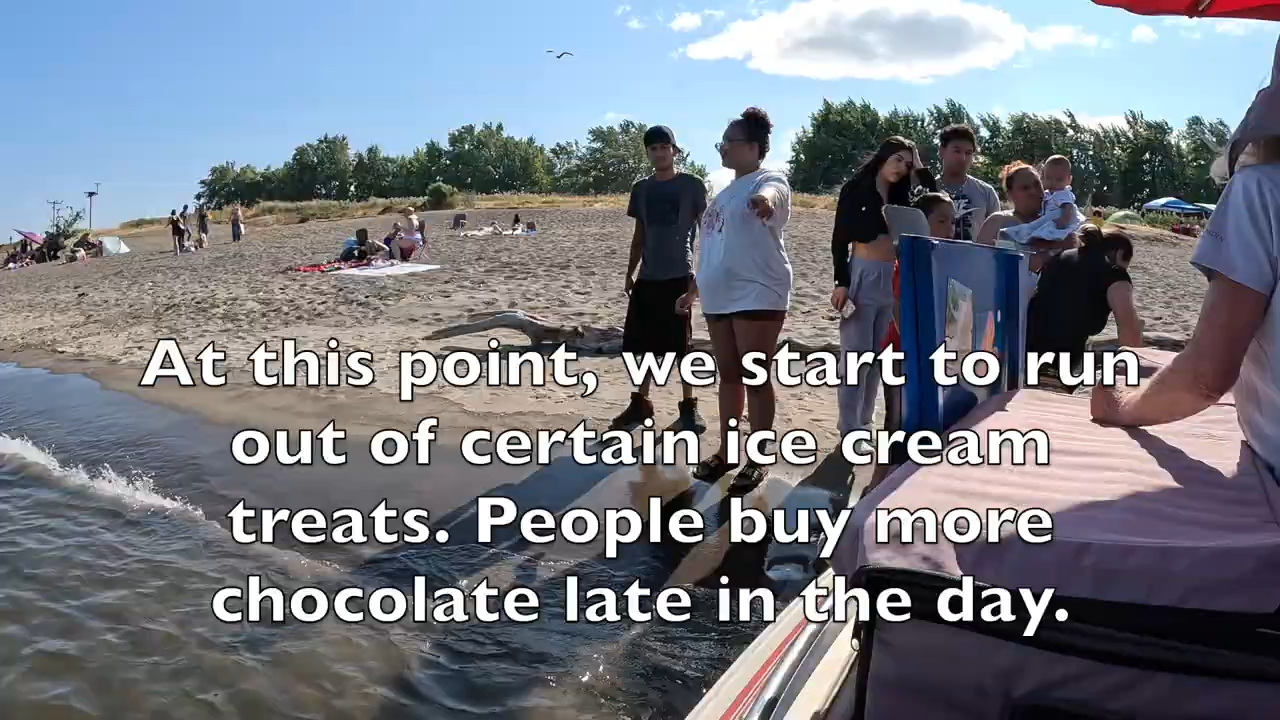 At this point, we start to run
out of certain ice cream
treats. People buy more
chocolate late in the day.